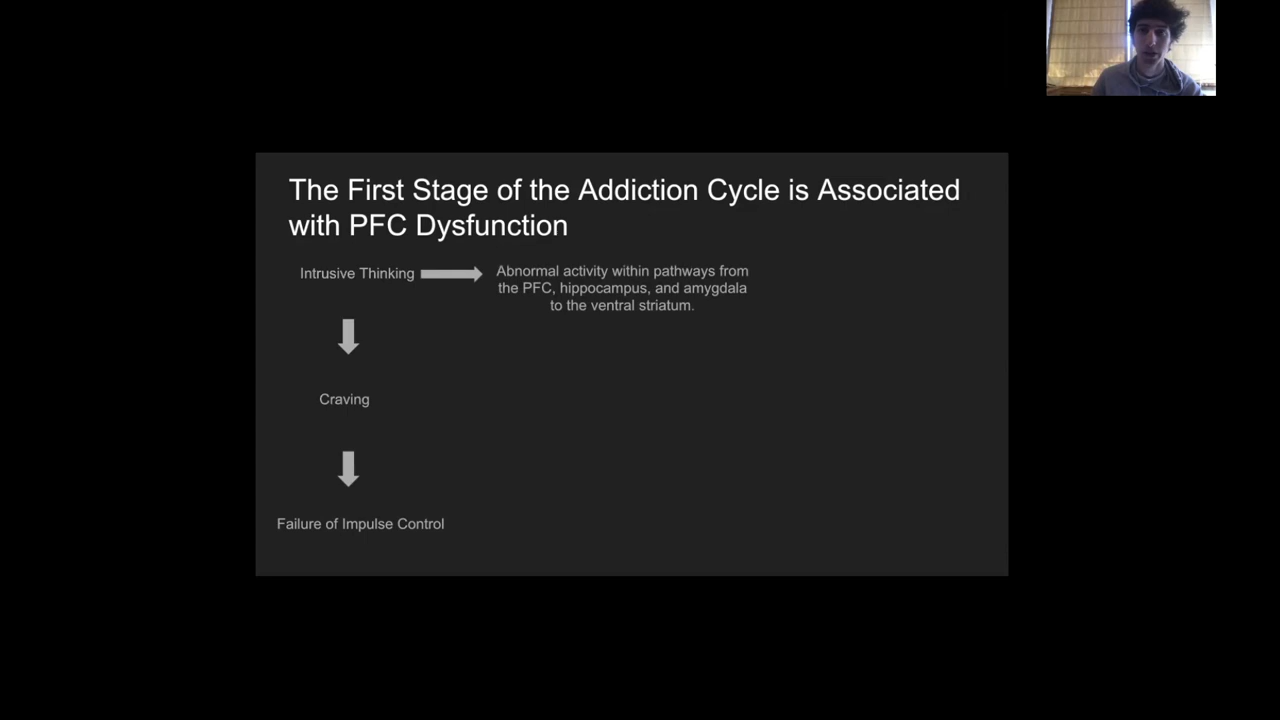 The First Stage of the Addiction Cycle is Associated
with PFC Dysfunction
Intrusive Thinking
Abnormal activity within pathways from
the PFC, hippocampus, and amygdala
to the ventral striatum.
Craving
Failure of Impulse Control